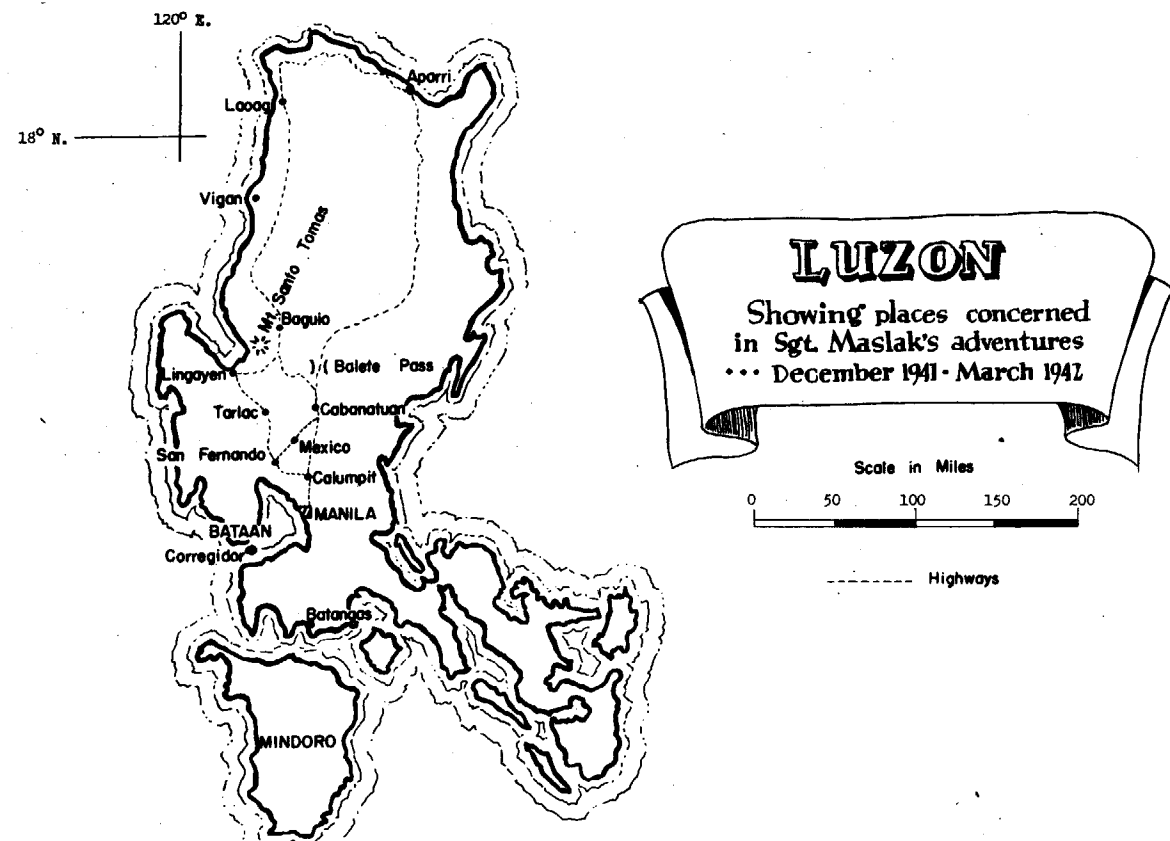 120° E.
Aparri
Laoag
18° N.
Vigan
Mt Santo Tomas
Baguio
Lingayen
Balete Pass
Tarlac
Cabanatuan
San Fernando
Mexico
Calumpit
MANILA
BATAAN
Corregidor
Batangas
MINDORO
LUZON
Showing places concerned
in Sgt. Maslak's adventures
••• December 1941 - March 1942
Scale in Miles
0 50 100 150 200
Highways